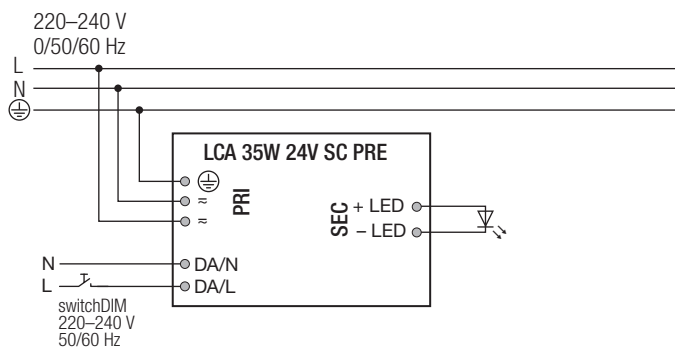 220–240 V
0/50/60 Hz
L
N
LCA 35W 24V SC PRE
≂
≂
PRI
SEC
+ LED
– LED
N
DA/N
L
DA/L
switchDIM
220–240 V
50/60 Hz